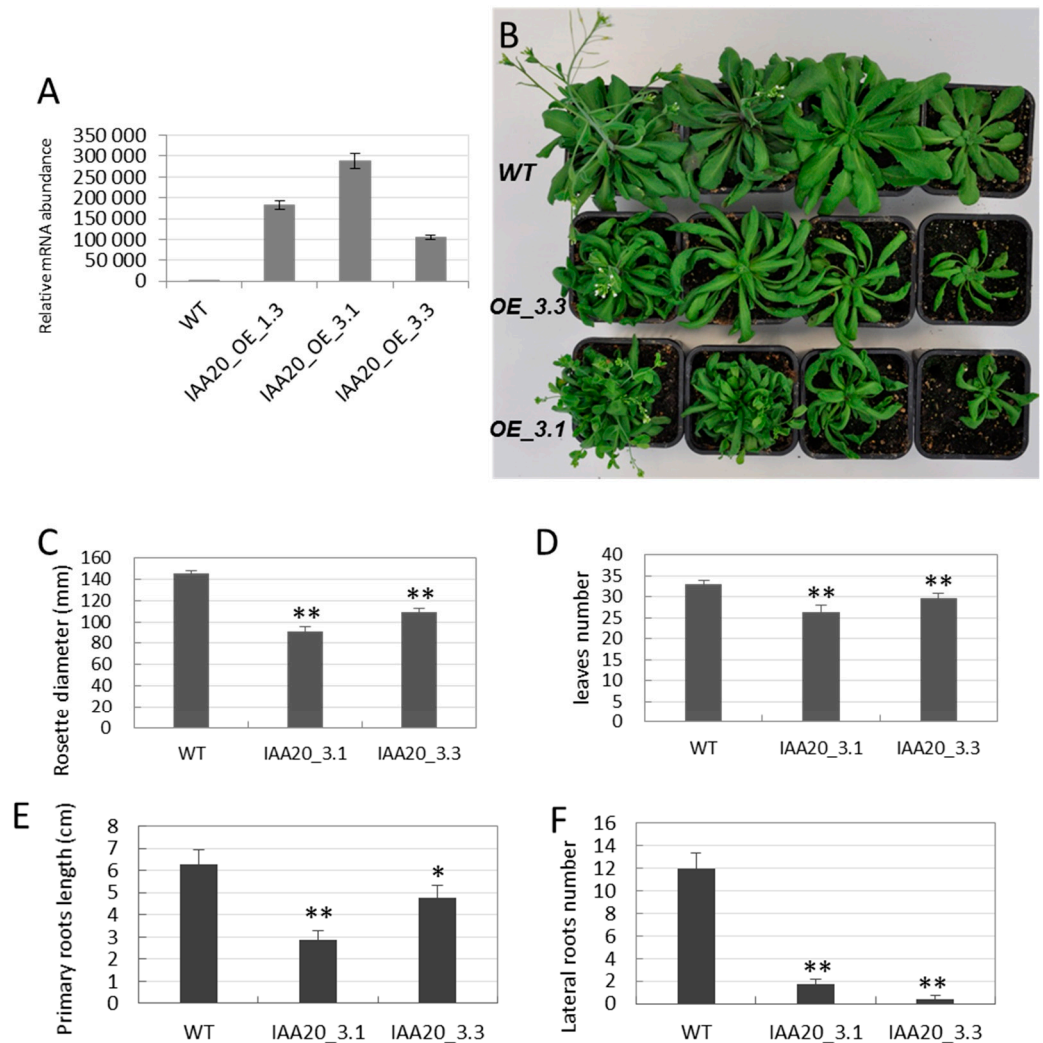 A
Relative mRNA abundance
350 000
300 000
250 000
200 000
150 000
100 000
50 000
0
WT
IAA20_OE_1.3
IAA20_OE_3.1
IAA20_OE_3.3
B
WT
OE_3.3
OE_3.1
C
Rosette diameter (mm)
160
140
120
100
80
60
40
20
0
**
**
WT
IAA20_3.1
IAA20_3.3
D
leaves number
40
35
30
25
20
15
10
5
0
**
**
WT
IAA20_3.1
IAA20_3.3
E
Primary roots length (cm)
8
7
6
5
4
3
2
1
0
**
*
WT
IAA20_3.1
IAA20_3.3
F
Lateral roots number
16
14
12
10
8
6
4
2
0
**
**
WT
IAA20_3.1
IAA20_3.3